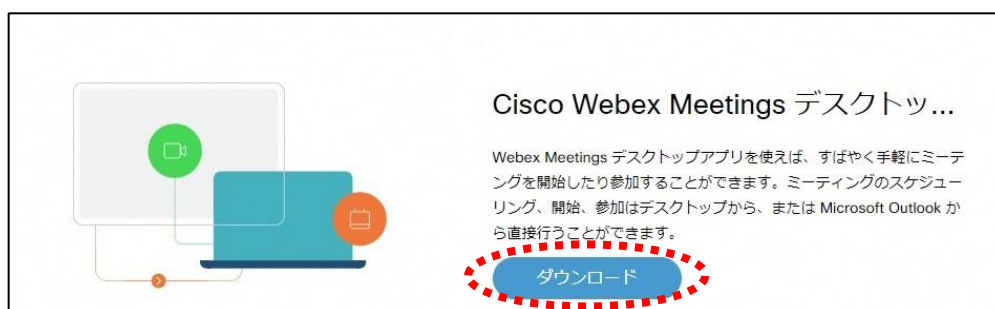 Cisco Webex Meetings デスクトッ...
Webex Meetings デスクトップアプリを使えば、すばやく手軽にミーテ
ィングを開始したり参加することができます。ミーティングのスケジュー
リング、開始、参加はデスクトップから、または Microsoft Outlook か
ら直接行うことができます。
ダウンロード